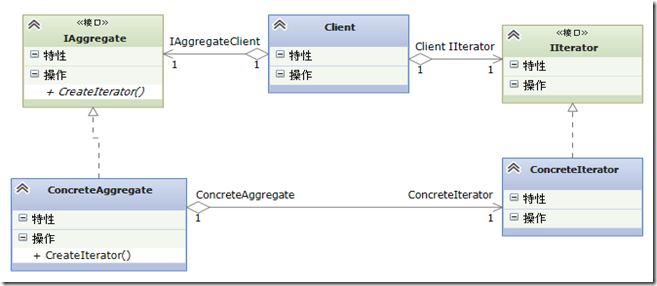 «接口»
IAggregate
特性
操作
+ CreateIterator()
IAggregateClient
1
1
Client
特性
操作
Client IIterator
1
1
«接口»
IIterator
特性
操作
ConcreteAggregate
特性
操作
+ CreateIterator()
ConcreteAggregate
1
ConcreteIterator
1
ConcreteIterator
特性
操作